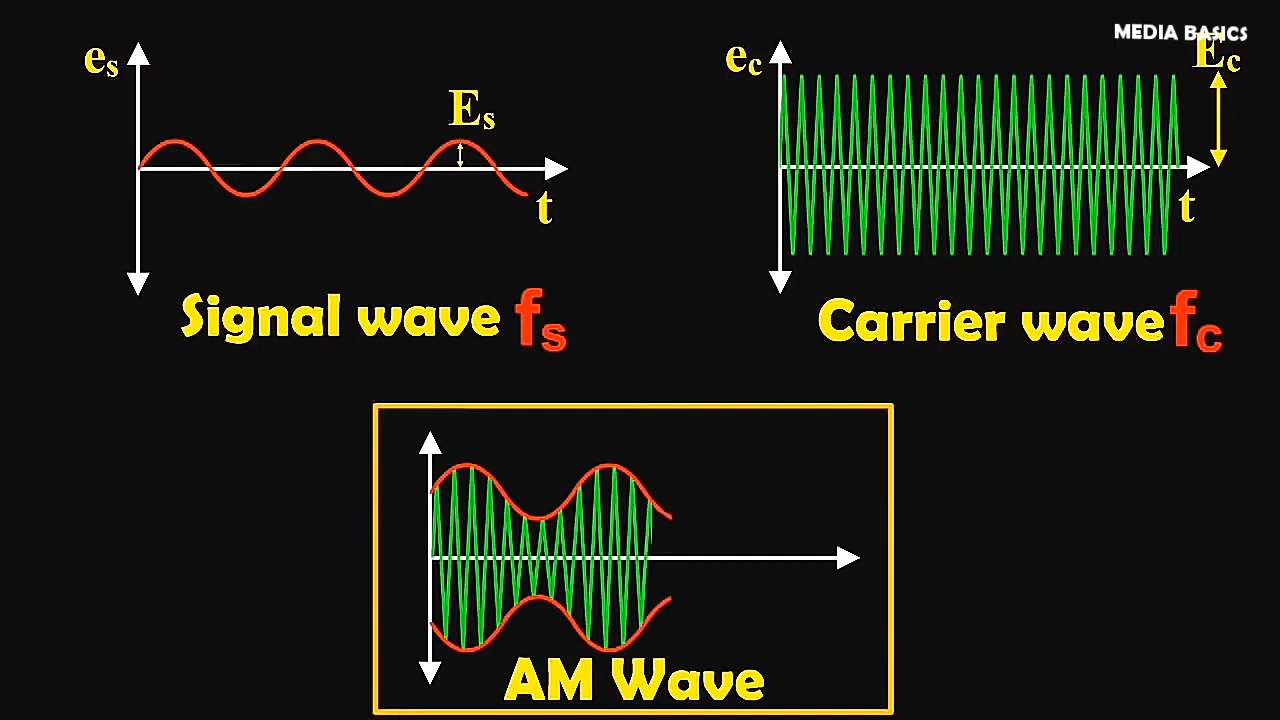 MEDIA BASICS
es
Es
t
Signal wave fs
ec
Ec
t
Carrier wave fc
AM Wave